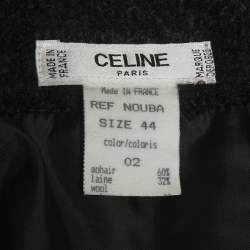 MADE IN
FRANCE
CELINE
PARIS
MARQUE
Made IN FRANCE
REF NOUBA
SIZE 44
color/coloris
02
mohair 60%
laine 32%
wool